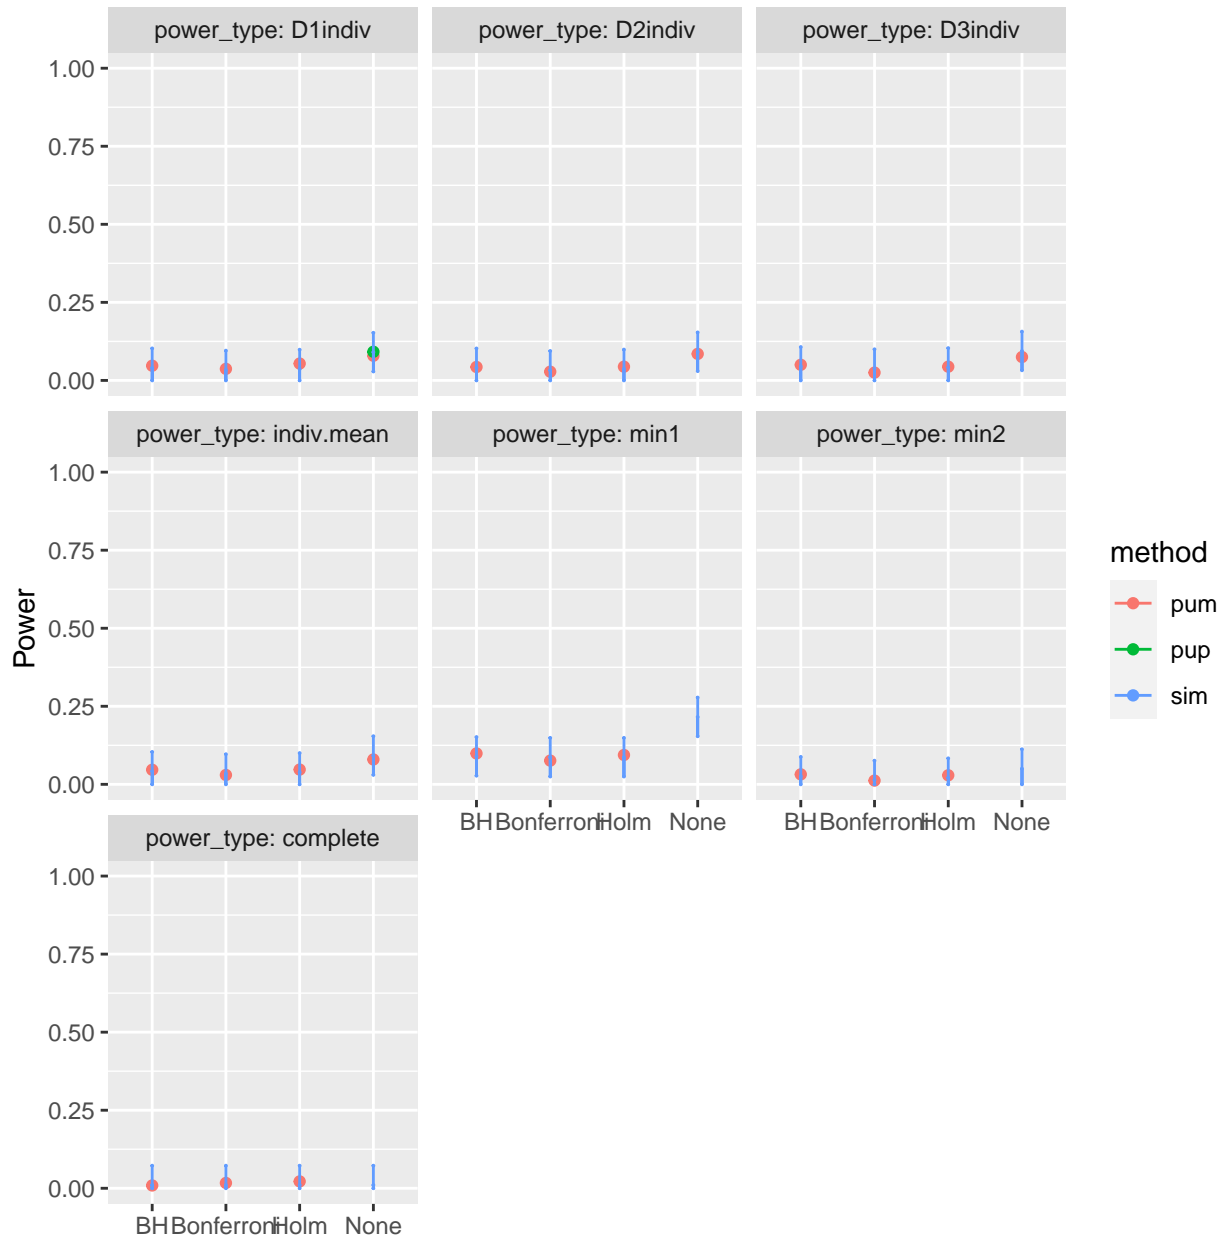 power_type: D1indiv power_type: D2indiv power_type: D3indiv
1.00
0.75
0.50
0.25
0.00
power_type: indiv.mean power_type: min1 power_type: min2
1.00
0.75
0.50
0.25
0.00
BH Bonferroni Holm None BH Bonferroni Holm None
power_type: complete
1.00
0.75
0.50
0.25
0.00
BH Bonferroni Holm None
Power
method
pum
pup
sim